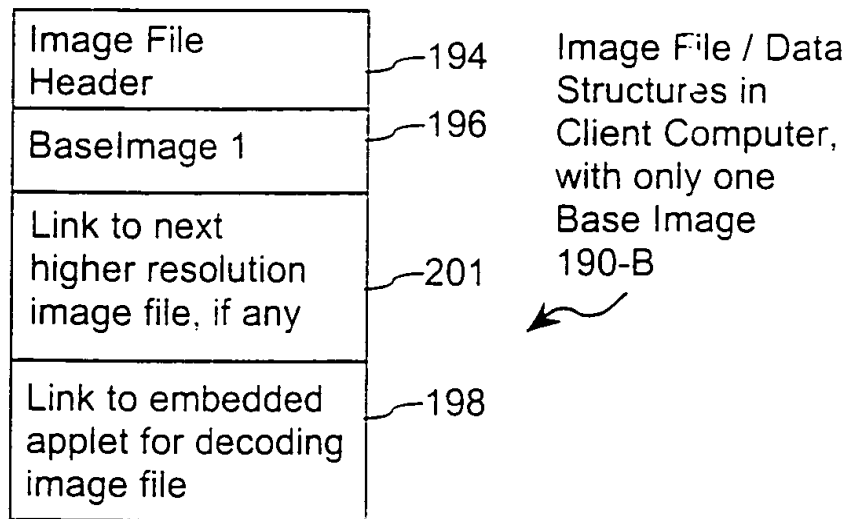 Image File
Header
194
BaseImage 1
196
Link to next
higher resolution
image file, if any
201
Link to embedded
applet for decoding
image file
198
Image File / Data
Structures in
Client Computer,
with only one
Base Image
190-B